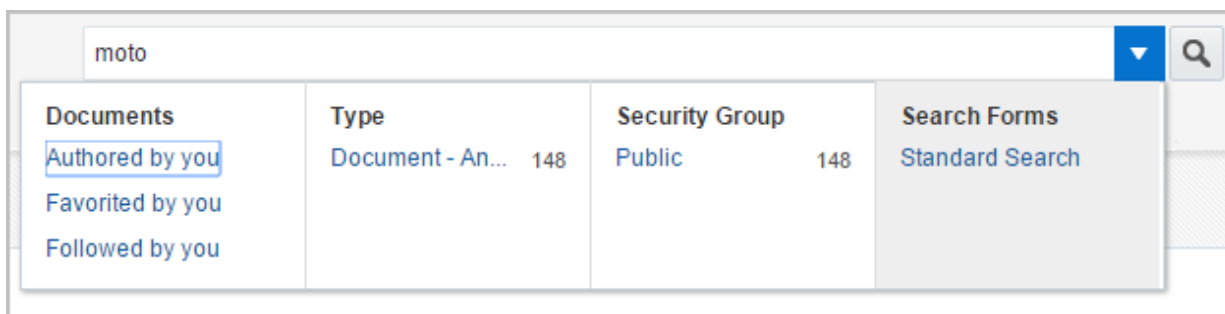 moto
Documents
Authored by you
Favorited by you
Followed by you
Type
Document - An... 148
Security Group
Public 148
Search Forms
Standard Search